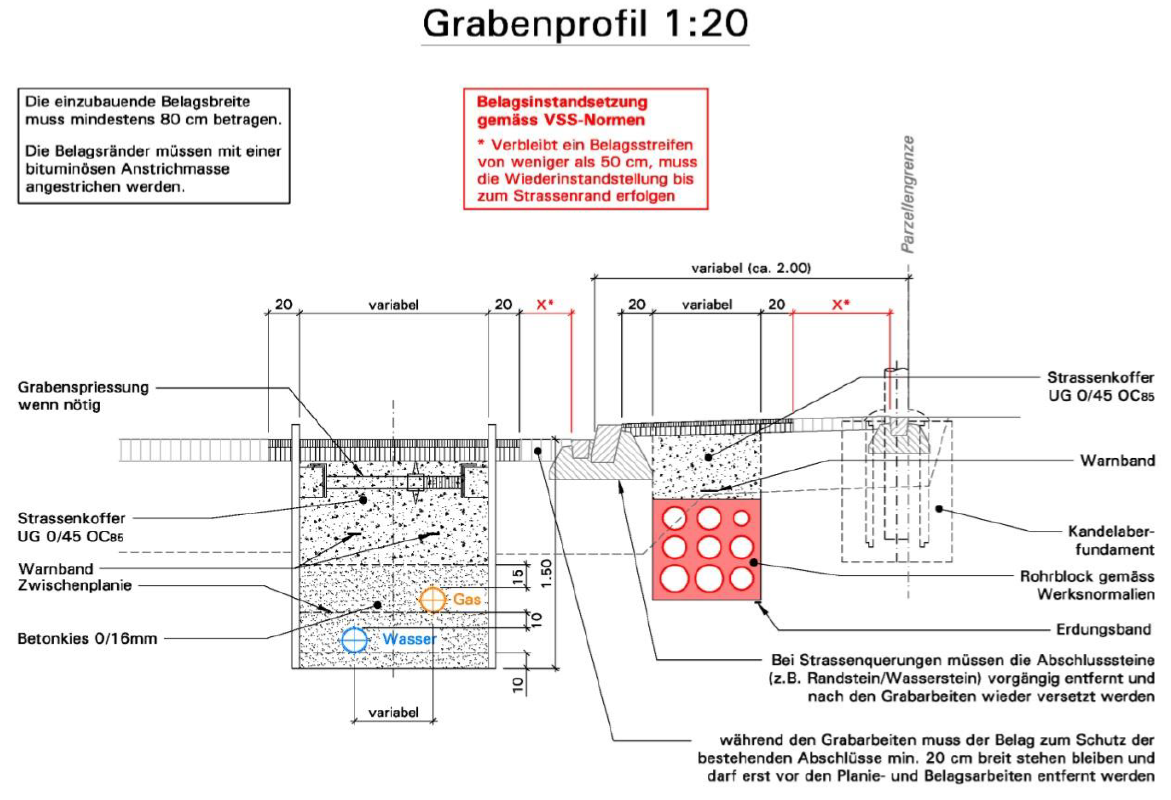 Grabenprofil 1:20
Die einzubauende Belagsbreite
muss mindestens 80 cm betragen.
Die Belagsränder müssen mit einer
bituminösen Anstrichmasse
angestrichen werden.
Belagsinstandsetzung
gemäss VSS-Normen
* Verbleibt ein Belagsstreifen
von weniger als 50 cm, muss
die Wiederinstandstellung bis
zum Strassenrand erfolgen
Parzellengrenze
variabel (ca. 2.00)
20
variabel
20
X*
20
variabel
20
X*
Grabenspriessung
wenn nötig
Strassenkoffer
UG 0/45 OC85
Warnband
Zwischenplanie
Betonkies 0/16mm
Gas
Wasser
15
1.50
10
10
variabel
Strassenkoffer
UG 0/45 OC85
Warnband
Kandelaber-
fundament
Rohrblock gemäss
Werksnormalien
Erdungsband
Bei Strassenquerungen müssen die Abschlusssteine
(z.B. Randstein/Wasserstein) vorgängig entfernt und
nach den Grabarbeiten wieder versetzt werden
während den Grabarbeiten muss der Belag zum Schutz der
bestehenden Abschlüsse min. 20 cm breit stehen bleiben und
darf erst vor den Planie- und Belagsarbeiten entfernt werden